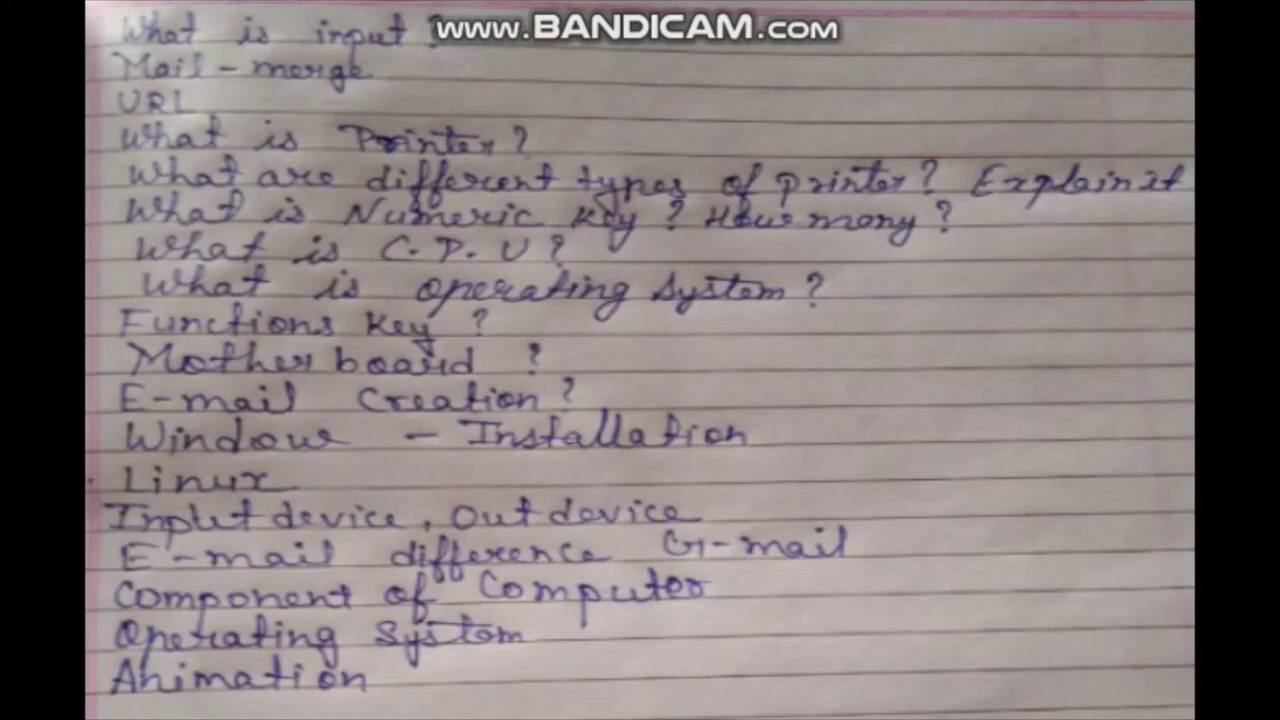 www.BANDICAM.com
What is input ?
Mail - merge
URL
What is Printer ?
What are different types of printer ? Explain it
What is Numeric key ? How many ?
What is C.P.U ?
What is operating system ?
Functions key ?
Mother board ?
E-mail Creation ?
Window - Installation
Linux
Input device, Out device
E-mail difference G-mail
Component of Computer
Operating System
Animation